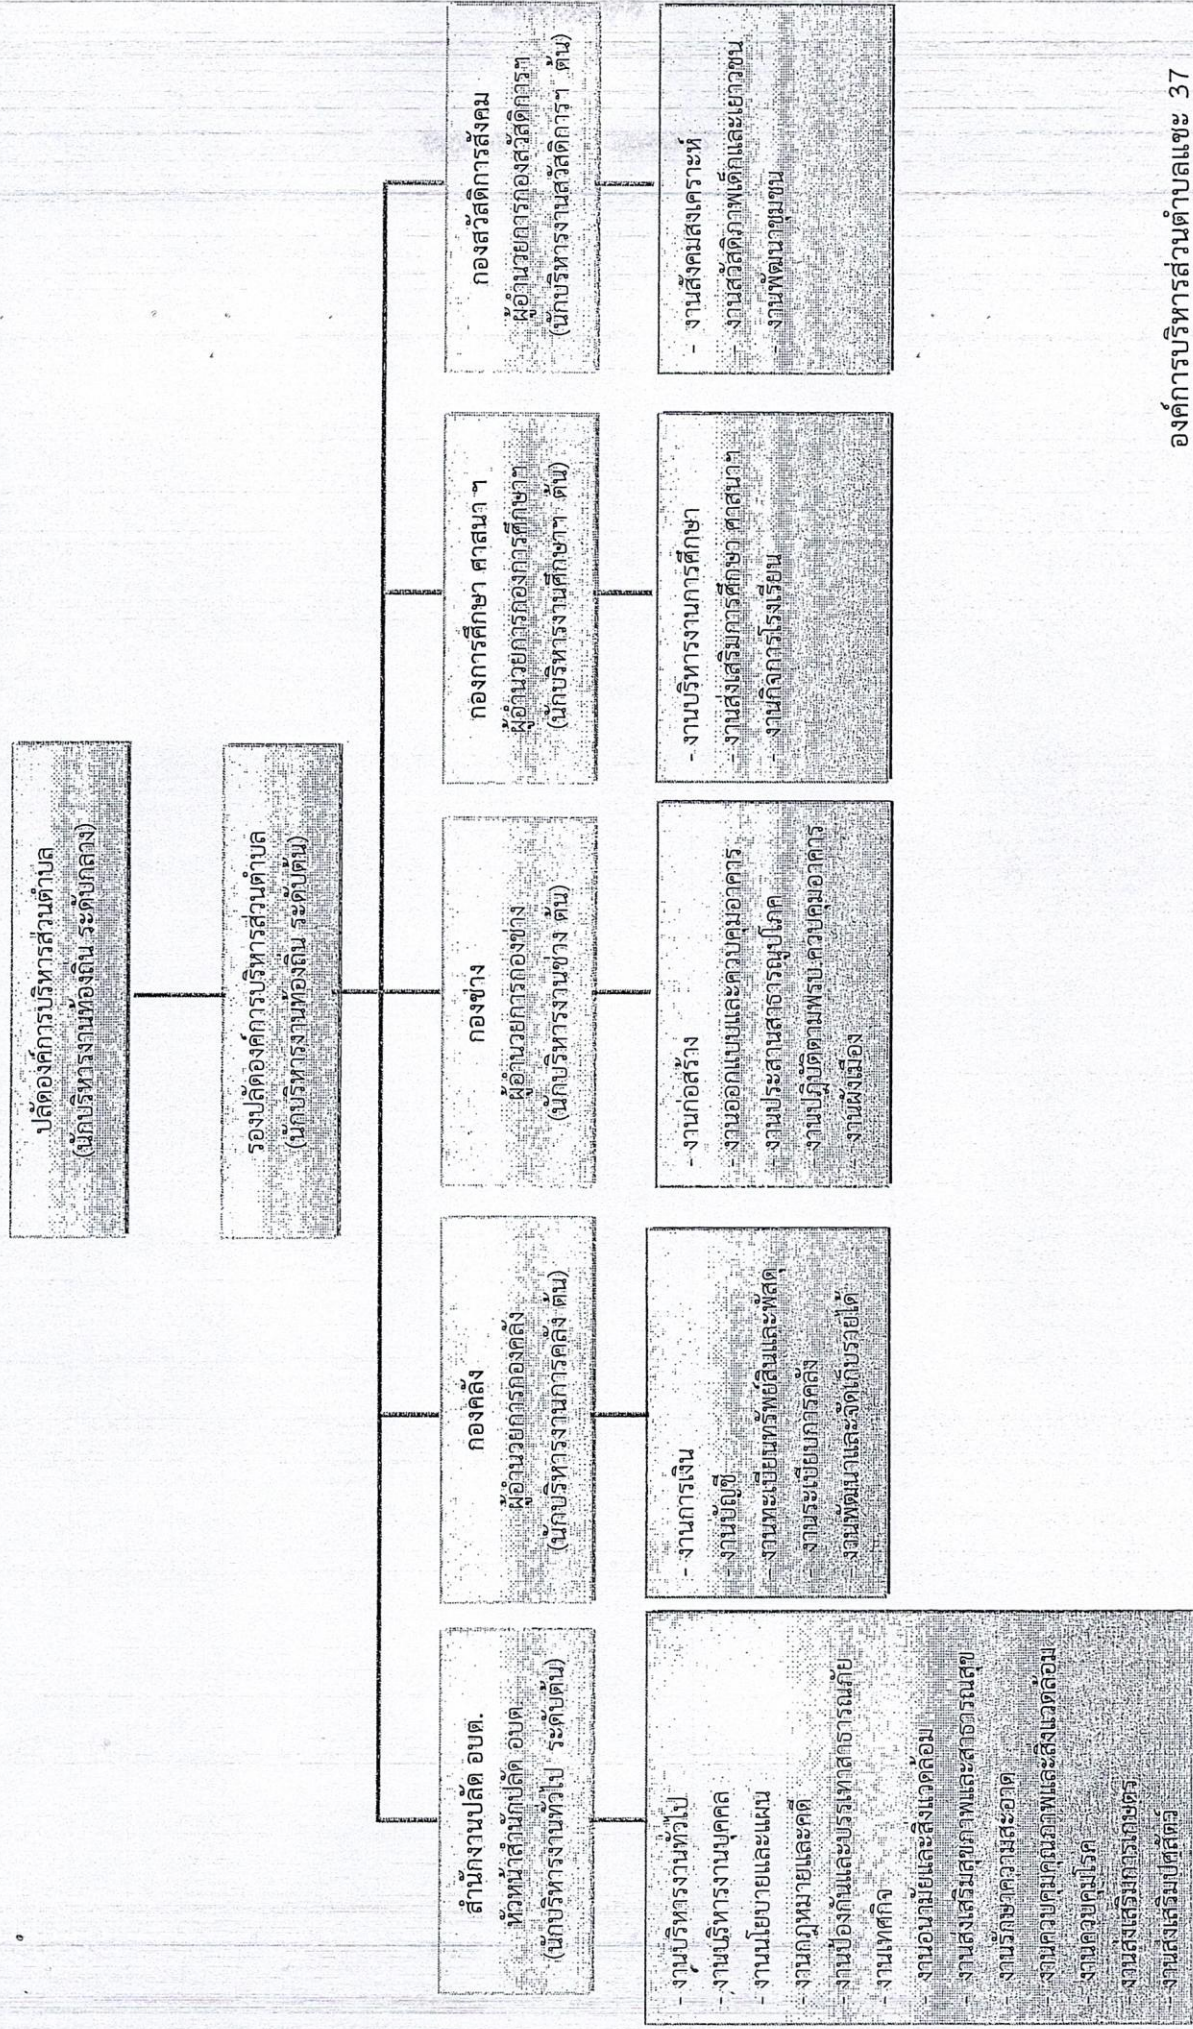 ปลัดองค์การบริหารส่วนตำบล
(นักบริหารงานท้องถิ่น ระดับกลาง)
รองปลัดองค์การบริหารส่วนตำบล
(นักบริหารงานท้องถิ่น ระดับต้น)
สำนักงานปลัด อบต.
หัวหน้าสำนักปลัด อบต.
(นักบริหารงานทั่วไป ระดับต้น)
- งานบริหารงานทั่วไป
- งานบริหารงานบุคคล
- งานนโยบายและแผน
- งานกฎหมายและคดี
- งานป้องกันและบรรเทาสาธารณภัย
- งานเทศกิจ
- งานอนามัยและสิ่งแวดล้อม
- งานส่งเสริมสุขภาพและสาธารณสุข
- งานรักษาความสะอาด
- งานควบคุมคุณภาพและสิ่งแวดล้อม
- งานควบคุมโรค
- งานส่งเสริมการเกษตร
- งานส่งเสริมปศุสัตว์
กองคลัง
ผู้อำนวยการกองคลัง
(นักบริหารงานการคลัง ต้น)
- งานการเงิน
- งานบัญชี
- งานทะเบียนทรัพย์สินและพัสดุ
- งานระเบียบการคลัง
- งานพัฒนาและจัดเก็บรายได้
กองช่าง
ผู้อำนวยการกองช่าง
(นักบริหารงานช่าง ต้น)
- งานก่อสร้าง
- งานออกแบบและควบคุมอาคาร
- งานประสานสาธารณูปโภค
- งานปฏิบัติตามพรบ.ควบคุมอาคาร
- งานผังเมือง
กองการศึกษา ศาสนา ฯ
ผู้อำนวยการกองการศึกษาฯ
(นักบริหารงานศึกษาฯ ต้น)
- งานบริหารงานการศึกษา
- งานส่งเสริมการศึกษา ศาสนาฯ
- งานกิจการโรงเรียน
กองสวัสดิการสังคม
ผู้อำนวยการกองสวัสดิการฯ
(นักบริหารงานสวัสดิการฯ ต้น)
- งานสังคมสงเคราะห์
- งานสวัสดิภาพเด็กและเยาวชน
- งานพัฒนาชุมชน
องค์การบริหารส่วนตำบลแชะ 37